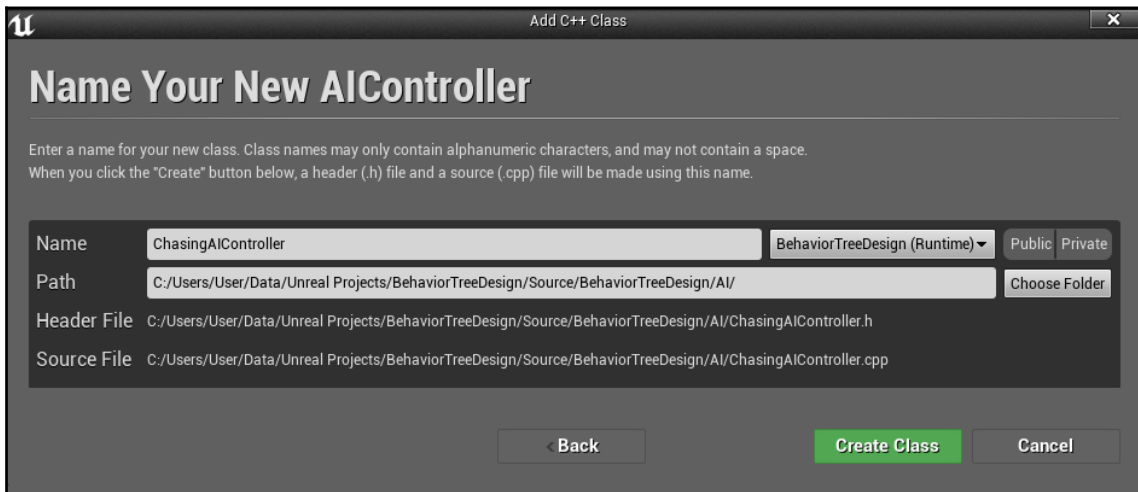 Add C++ Class
Name Your New AIController
Enter a name for your new class. Class names may only contain alphanumeric characters, and may not contain a space.
When you click the "Create" button below, a header (.h) file and a source (.cpp) file will be made using this name.
Name ChasingAIController BehaviorTreeDesign (Runtime) Public Private
Path C:/Users/User/Data/Unreal Projects/BehaviorTreeDesign/Source/BehaviorTreeDesign/AI/ Choose Folder
Header File C:/Users/User/Data/Unreal Projects/BehaviorTreeDesign/Source/BehaviorTreeDesign/AI/ChasingAIController.h
Source File C:/Users/User/Data/Unreal Projects/BehaviorTreeDesign/Source/BehaviorTreeDesign/AI/ChasingAIController.cpp
Back Create Class Cancel